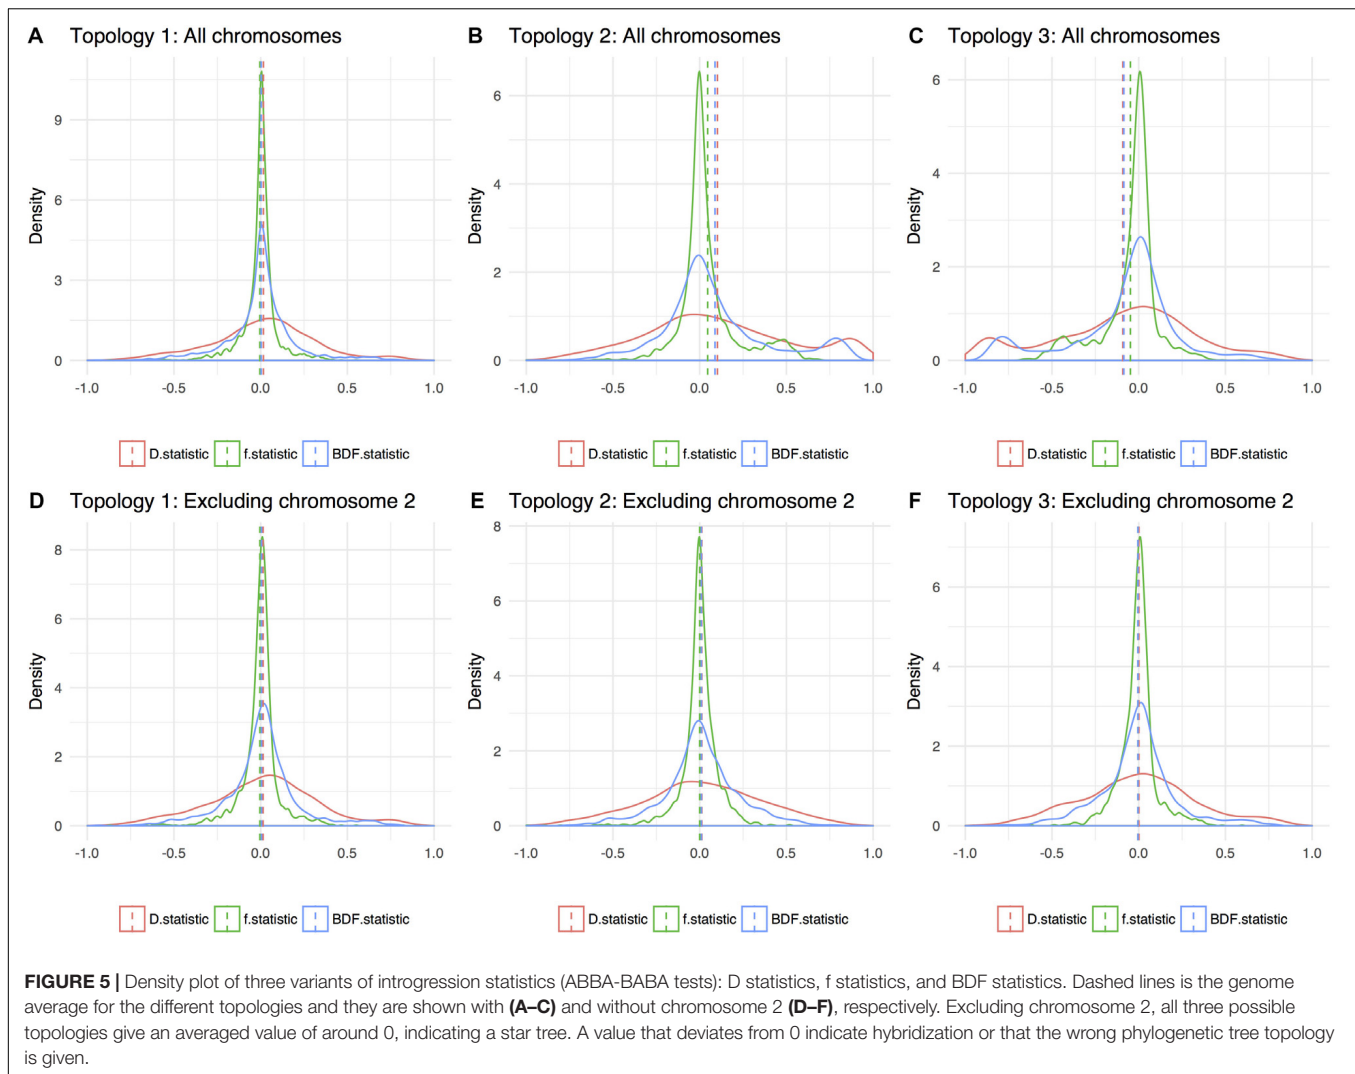 A Topology 1: All chromosomes
B Topology 2: All chromosomes
C Topology 3: All chromosomes
Density
9
6
3
0
-1.0 -0.5 0.0 0.5 1.0
D.statistic f.statistic BDF.statistic
Density
6
4
2
0
-1.0 -0.5 0.0 0.5 1.0
D.statistic f.statistic BDF.statistic
Density
6
4
2
0
-1.0 -0.5 0.0 0.5 1.0
D.statistic f.statistic BDF.statistic
D Topology 1: Excluding chromosome 2
E Topology 2: Excluding chromosome 2
F Topology 3: Excluding chromosome 2
Density
8
6
4
2
0
-1.0 -0.5 0.0 0.5 1.0
D.statistic f.statistic BDF.statistic
Density
8
6
4
2
0
-1.0 -0.5 0.0 0.5 1.0
D.statistic f.statistic BDF.statistic
Density
6
4
2
0
-1.0 -0.5 0.0 0.5 1.0
D.statistic f.statistic BDF.statistic
FIGURE 5 | Density plot of three variants of introgression statistics (ABBA-BABA tests): D statistics, f statistics, and BDF statistics. Dashed lines is the genome
average for the different topologies and they are shown with (A–C) and without chromosome 2 (D–F), respectively. Excluding chromosome 2, all three possible
topologies give an averaged value of around 0, indicating a star tree. A value that deviates from 0 indicate hybridization or that the wrong phylogenetic tree topology
is given.